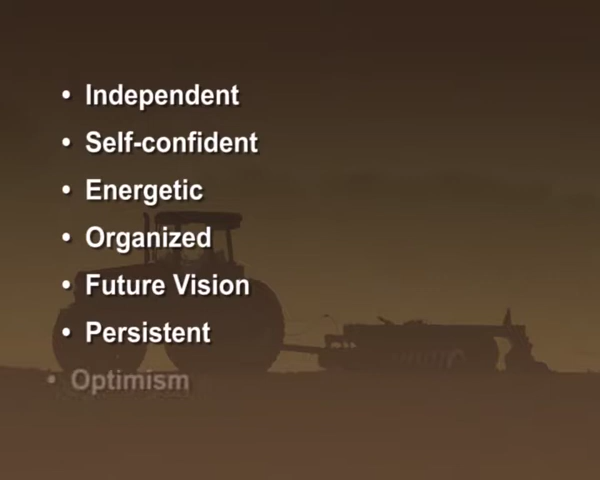 • Independent
• Self-confident
• Energetic
• Organized
• Future Vision
• Persistent
• Optimism